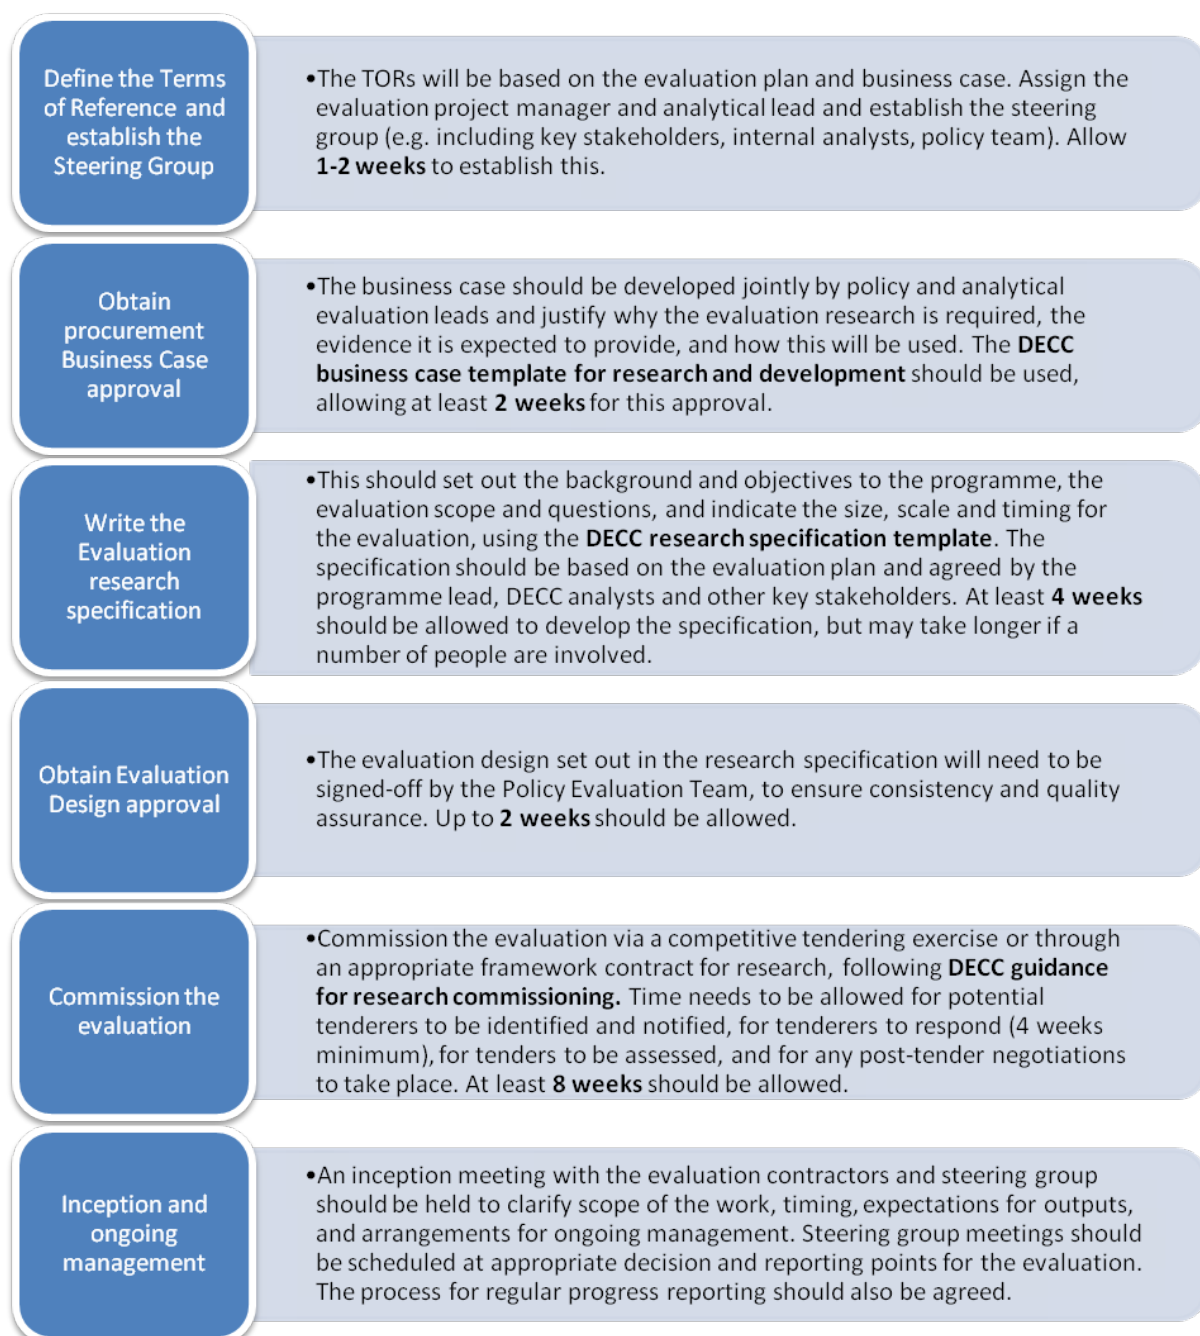 Define the Terms
of Reference and
establish the
Steering Group
•The TORs will be based on the evaluation plan and business case. Assign the
evaluation project manager and analytical lead and establish the steering
group (e.g. including key stakeholders, internal analysts, policy team). Allow
1-2 weeks to establish this.
Obtain
procurement
Business Case
approval
•The business case should be developed jointly by policy and analytical
evaluation leads and justify why the evaluation research is required, the
evidence it is expected to provide, and how this will be used. The DECC
business case template for research and development should be used,
allowing at least 2 weeks for this approval.
Write the
Evaluation
research
specification
•This should set out the background and objectives to the programme, the
evaluation scope and questions, and indicate the size, scale and timing for
the evaluation, using the DECC research specification template. The
specification should be based on the evaluation plan and agreed by the
programme lead, DECC analysts and other key stakeholders. At least 4 weeks
should be allowed to develop the specification, but may take longer if a
number of people are involved.
Obtain Evaluation
Design approval
•The evaluation design set out in the research specification will need to be
signed-off by the Policy Evaluation Team, to ensure consistency and quality
assurance. Up to 2 weeks should be allowed.
Commission the
evaluation
•Commission the evaluation via a competitive tendering exercise or through
an appropriate framework contract for research, following DECC guidance
for research commissioning. Time needs to be allowed for potential
tenderers to be identified and notified, for tenderers to respond (4 weeks
minimum), for tenders to be assessed, and for any post-tender negotiations
to take place. At least 8 weeks should be allowed.
Inception and
ongoing
management
•An inception meeting with the evaluation contractors and steering group
should be held to clarify scope of the work, timing, expectations for outputs,
and arrangements for ongoing management. Steering group meetings should
be scheduled at appropriate decision and reporting points for the evaluation.
The process for regular progress reporting should also be agreed.